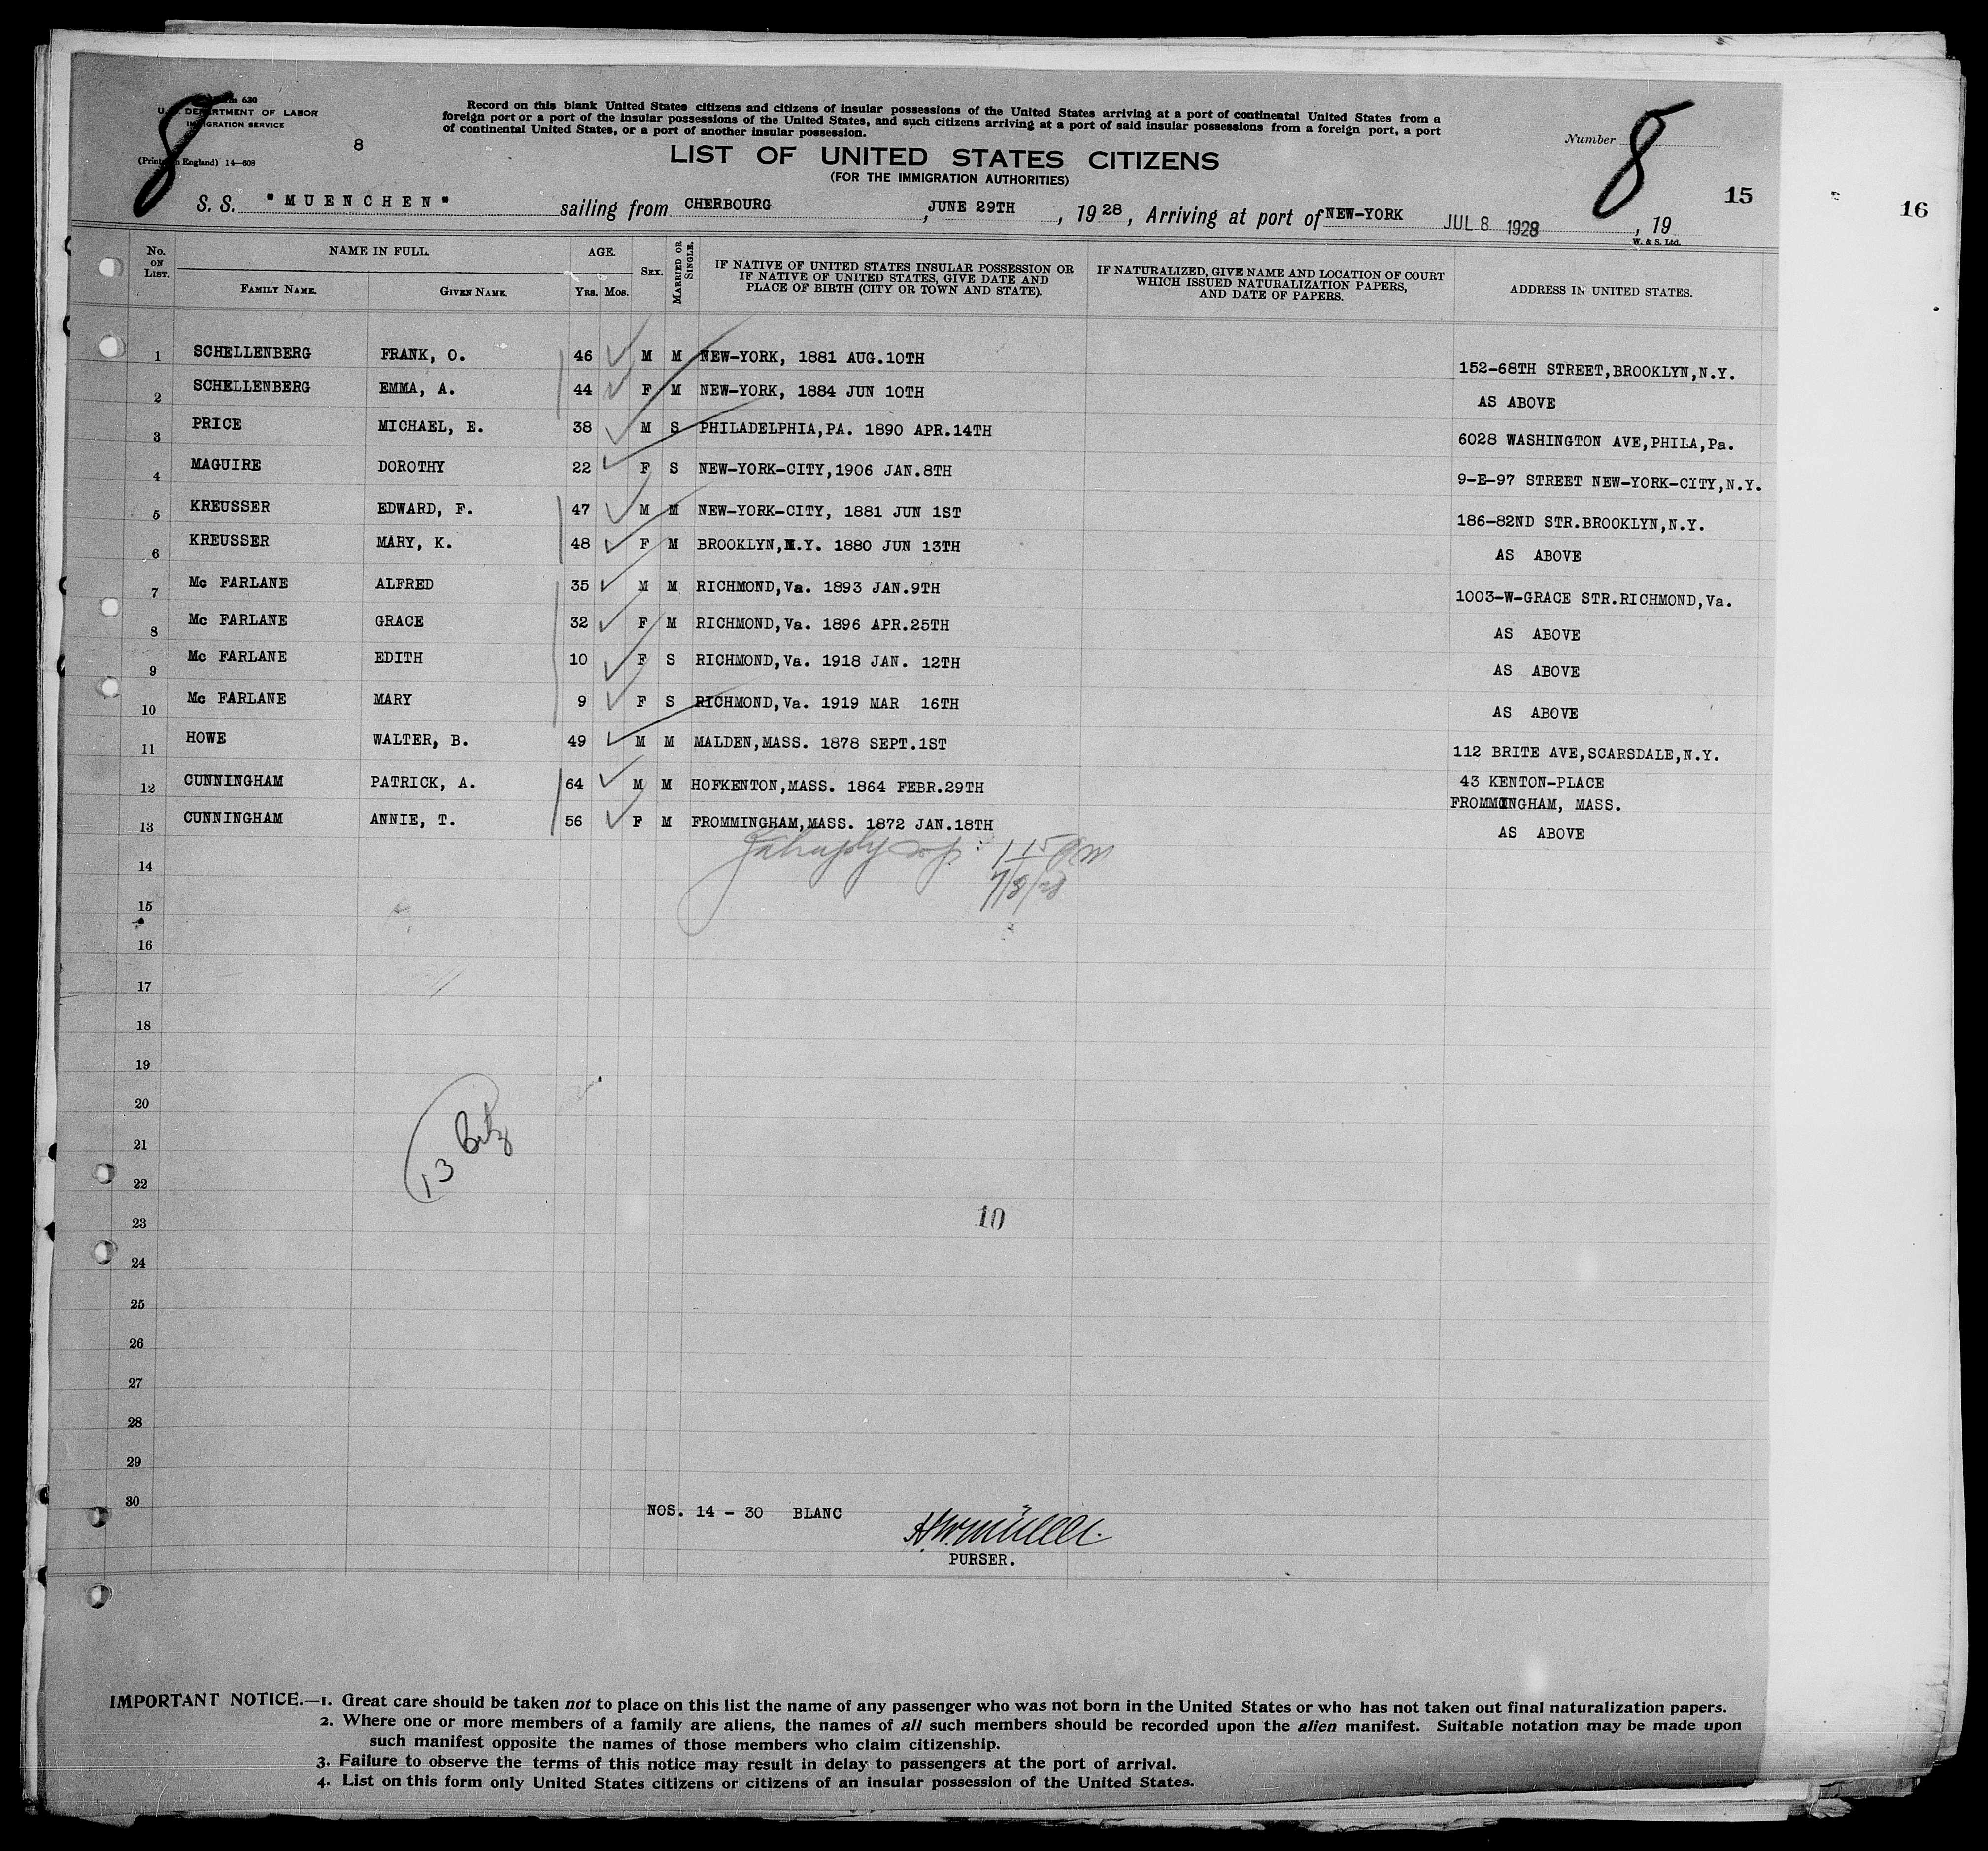 Form 630
U.S. DEPARTMENT OF LABOR
IMMIGRATION SERVICE
8
(Printed in England) 14—608
8
Record on this blank United States citizens and citizens of insular possessions of the United States arriving at a port of continental United States from a
foreign port or a port of the insular possessions of the United States, and such citizens arriving at a port of said insular possessions from a foreign port, a port
of continental United States, or a port of another insular possession.
LIST OF UNITED STATES CITIZENS
(FOR THE IMMIGRATION AUTHORITIES)
Number 8
15
16
S. S. "MUENCHEN" sailing from CHERBOURG, JUNE 29TH, 1928, Arriving at port of NEW-YORK JUL 8 1928, 19
W. & S. Ltd.
No. ON LIST. NAME IN FULL. FAMILY NAME. GIVEN NAME. AGE. YRS. MOS. SEX. MARRIED OR SINGLE. IF NATIVE OF UNITED STATES INSULAR POSSESSION OR IF NATIVE OF UNITED STATES, GIVE DATE AND PLACE OF BIRTH (CITY OR TOWN AND STATE). IF NATURALIZED, GIVE NAME AND LOCATION OF COURT WHICH ISSUED NATURALIZATION PAPERS, AND DATE OF PAPERS. ADDRESS IN UNITED STATES.
1 SCHELLENBERG FRANK, O. 46 M M NEW-YORK, 1881 AUG.10TH 152-68TH STREET,BROOKLYN,N.Y.
2 SCHELLENBERG EMMA, A. 44 F M NEW-YORK, 1884 JUN 10TH AS ABOVE
3 PRICE MICHAEL, E. 38 M S PHILADELPHIA,PA. 1890 APR.14TH 6028 WASHINGTON AVE,PHILA,Pa.
4 MAGUIRE DOROTHY 22 F S NEW-YORK-CITY,1906 JAN.8TH 9-E-97 STREET NEW-YORK-CITY,N.Y.
5 KREUSSER EDWARD, F. 47 M M NEW-YORK-CITY, 1881 JUN 1ST 186-82ND STR.BROOKLYN,N.Y.
6 KREUSSER MARY, K. 48 F M BROOKLYN,N.Y. 1880 JUN 13TH AS ABOVE
7 Mc FARLANE ALFRED 35 M M RICHMOND,Va. 1893 JAN.9TH 1003-W-GRACE STR.RICHMOND,Va.
8 Mc FARLANE GRACE 32 F M RICHMOND,Va. 1896 APR.25TH AS ABOVE
9 Mc FARLANE EDITH 10 F S RICHMOND,Va. 1918 JAN. 12TH AS ABOVE
10 Mc FARLANE MARY 9 F S RICHMOND,Va. 1919 MAR 16TH AS ABOVE
11 HOWE WALTER, B. 49 M M MALDEN,MASS. 1878 SEPT.1ST 112 BRITE AVE,SCARSDALE,N.Y.
12 CUNNINGHAM PATRICK, A. 64 M M HOFKENTON,MASS. 1864 FEBR.29TH 43 KENTON-PLACE
FROMMINGHAM, MASS.
13 CUNNINGHAM ANNIE, T. 56 F M FROMMINGHAM,MASS. 1872 JAN.18TH AS ABOVE
1 15 PM
7/8/28
14
15
16
17
18
19
20
21
22
23
24
25
26
27
28
29
30
13
10
NOS. 14 - 30 BLANC
H.W. Müller.
PURSER.
IMPORTANT NOTICE.—1. Great care should be taken not to place on this list the name of any passenger who was not born in the United States or who has not taken out final naturalization papers.
2. Where one or more members of a family are aliens, the names of all such members should be recorded upon the alien manifest. Suitable notation may be made upon
such manifest opposite the names of those members who claim citizenship.
3. Failure to observe the terms of this notice may result in delay to passengers at the port of arrival.
4. List on this form only United States citizens or citizens of an insular possession of the United States.